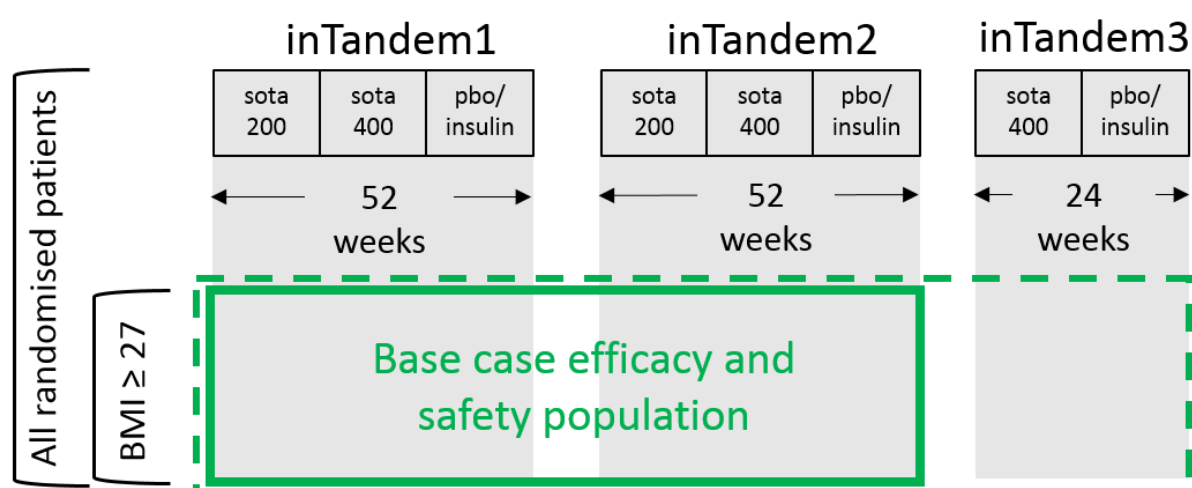 inTandem1
inTandem2
inTandem3
sota
200
sota
400
pbo/
insulin
sota
200
sota
400
pbo/
insulin
sota
400
pbo/
insulin
52
weeks
52
weeks
24
weeks
All randomised patients
BMI ≥ 27
Base case efficacy and
safety population